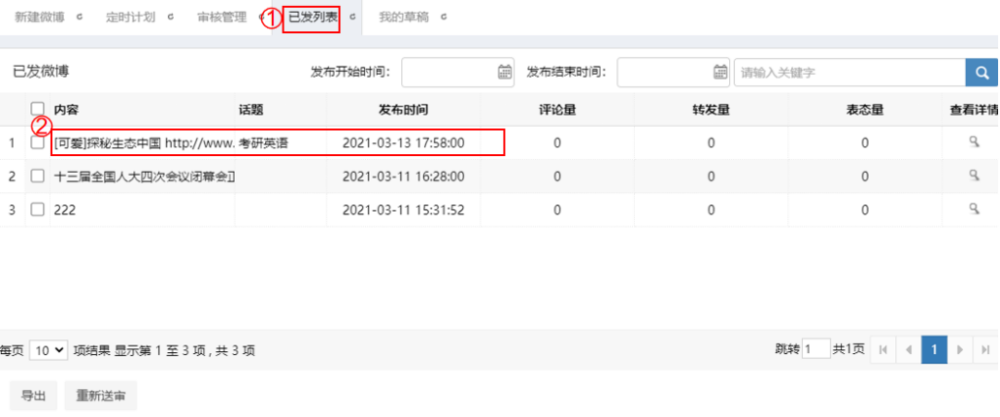 新建微博 定时计划 审核管理 ① 已发列表 我的草稿
已发微博 发布开始时间: 发布结束时间: 请输入关键字
内容 话题 发布时间 评论量 转发量 表态量 查看详情
②
1 [可爱]探秘生态中国 http://www. 考研英语 2021-03-13 17:58:00 0 0 0
2 十三届全国人大四次会议闭幕会 2021-03-11 16:28:00 0 0 0
3 222 2021-03-11 15:31:52 0 0 0
每页 10 项结果 显示第 1 至 3 项 , 共 3 项 跳转 1 共1页 1
导出 重新送审